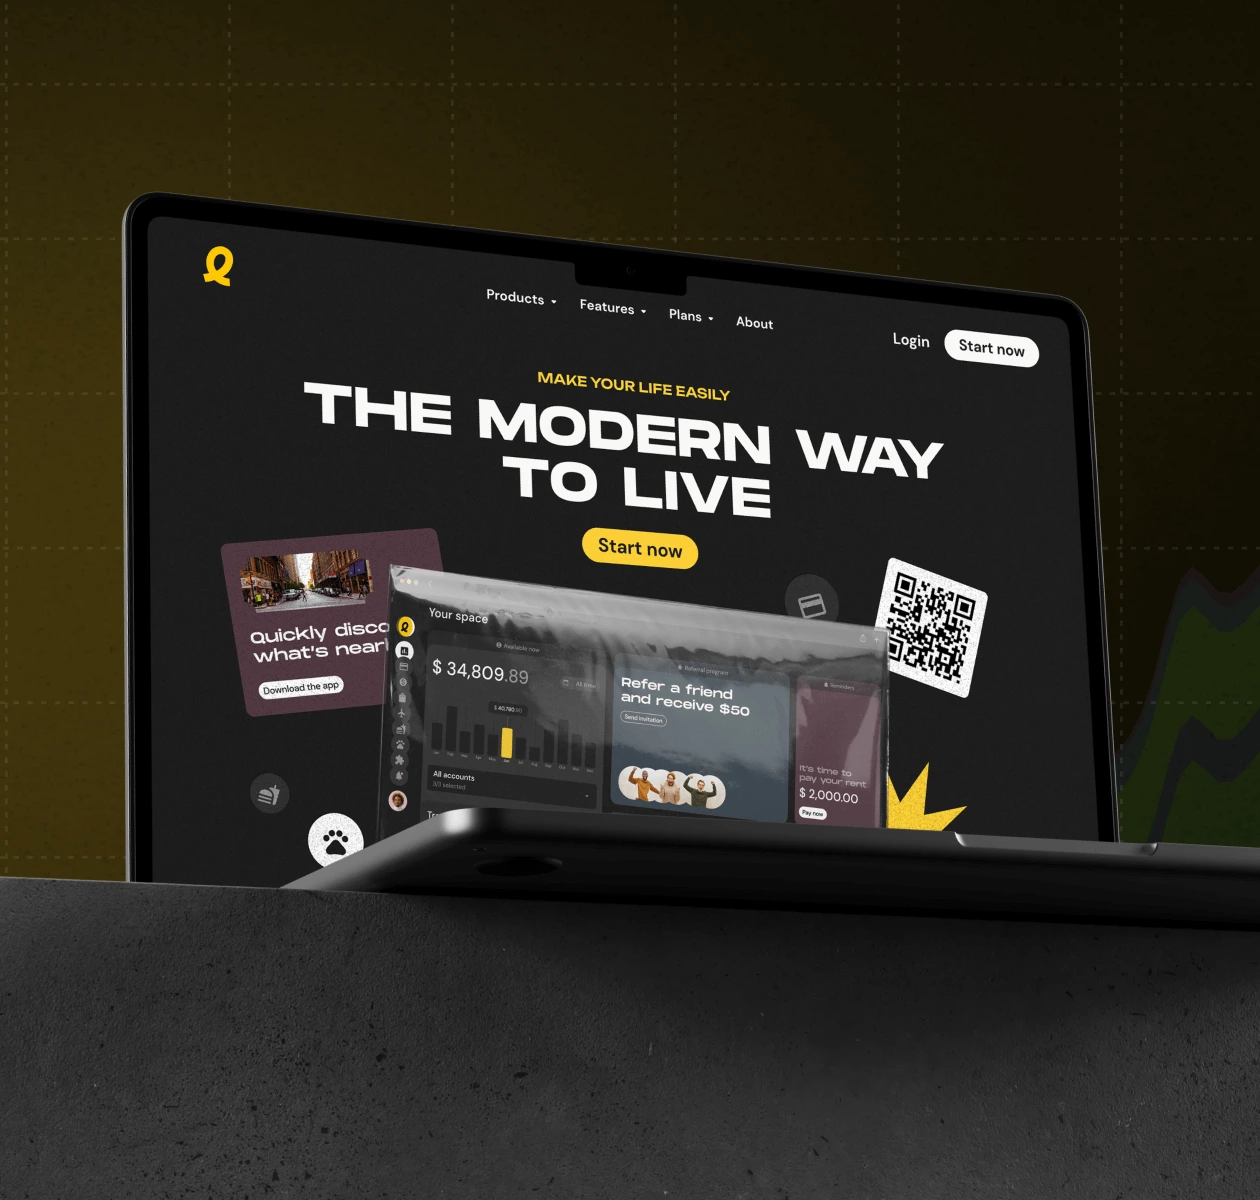 Products
Features
Plans
About
Login
Start now
MAKE YOUR LIFE EASILY
THE MODERN WAY
TO LIVE
Start now
Quickly disco
what's near
Download the app
Your space
Available now
$ 34,809.89
All time
$ 40,780.90
All accounts
3/3 selected
Referral program
Refer a friend
and receive $50
Send invitation
Reminders
It's time to
pay your rent
$ 2,000.00
Pay now